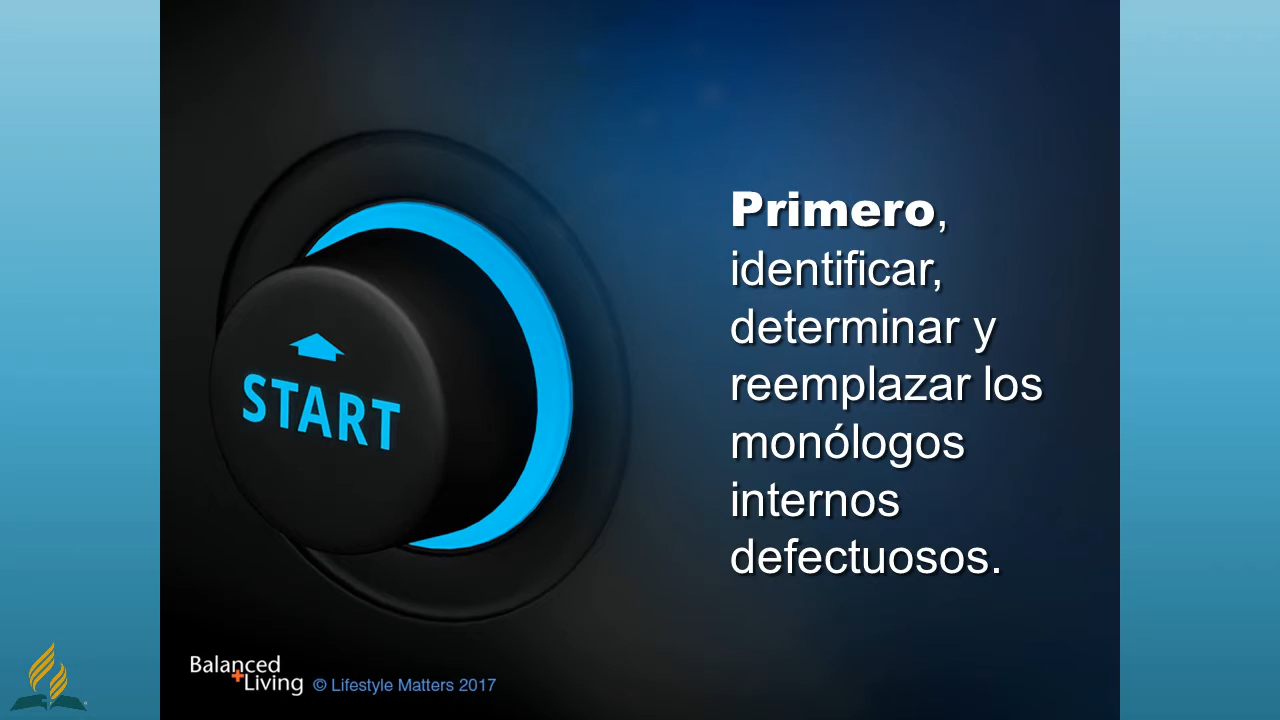 Primero,
identificar,
determinar y
reemplazar los
monólogos
internos
defectuosos.
START
Balanced
+Living © Lifestyle Matters 2017